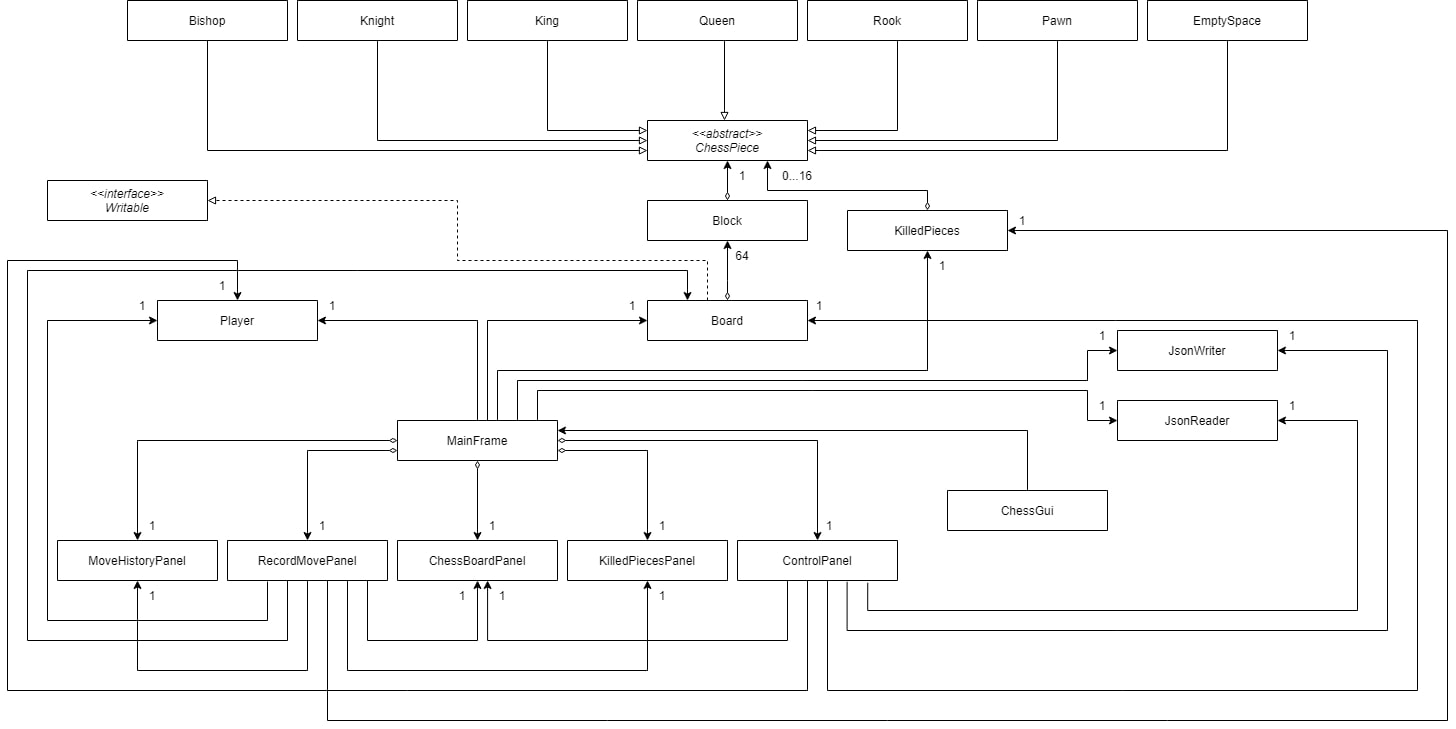 Bishop
Knight
King
Queen
Rook
Pawn
EmptySpace
<<abstract>>
ChessPiece
1
0...16
<<interface>>
Writable
Block
KilledPieces
1
64
1
1
1
1
1
1
Player
Board
1
1
JsonWriter
1
1
JsonReader
MainFrame
ChessGui
1
1
1
1
1
MoveHistoryPanel
RecordMovePanel
ChessBoardPanel
KilledPiecesPanel
ControlPanel
1
1
1
1